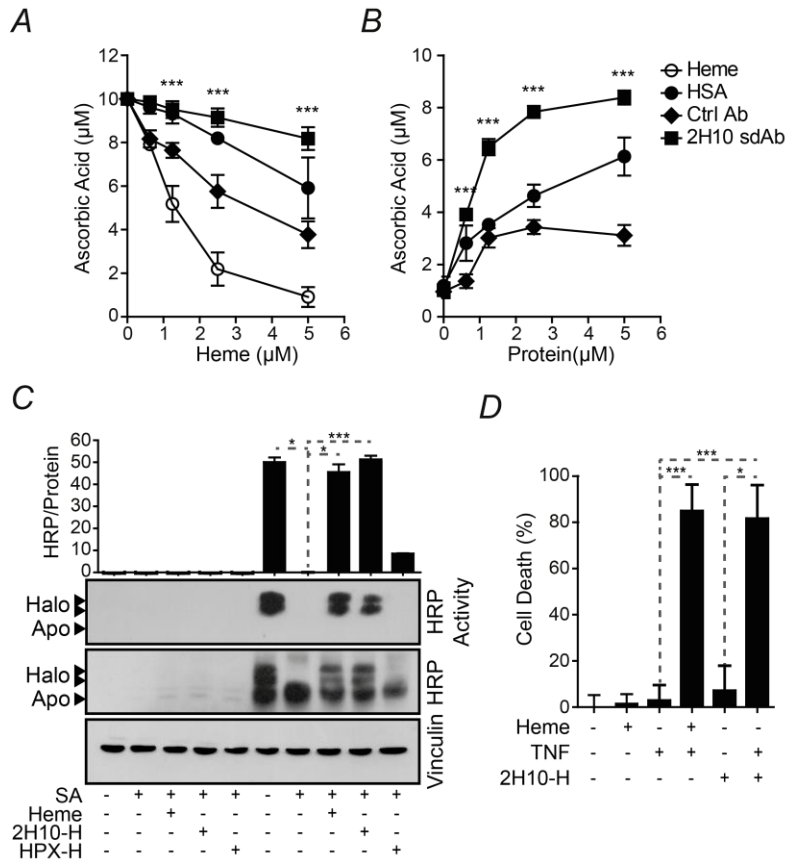 A
B
12
10
8
6
4
2
0
Ascorbic Acid (µM)
*** *** ***
0 1 2 3 4 5 6
Heme (µM)
10
8
6
4
2
0
Ascorbic Acid (µM)
*** *** *** ***
0 1 2 3 4 5 6
Protein(µM)
Heme
HSA
Ctrl Ab
2H10 sdAb
C
D
60
50
40
30
20
10
0
HRP/Protein
* * ***
Halo
Apo
HRP
Activity
Halo
Apo
HRP
Vinculin
SA - + + + + - + + + +
Heme - - + - - - - + - -
2H10-H - - - + - - - - + -
HPX-H - - - - + - - - - +
100
80
60
40
20
0
Cell Death (%)
***
*** *
Heme - + - + - -
TNF - - + + - +
2H10-H - - - - + +